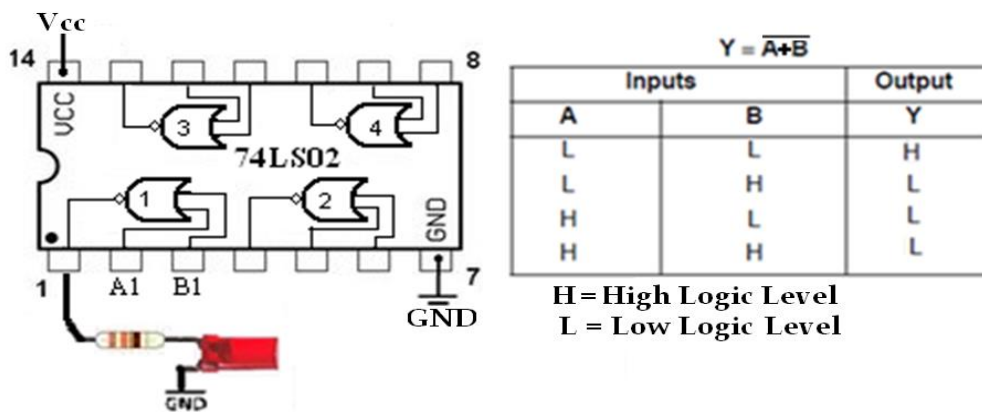 Vcc
14
8
VCC
3
4
74LS02
1
2
GND
1
A1 B1
7
GND
GND
Y = A+B
Inputs Output
A B Y
L L H
L H L
H L L
H H L
H = High Logic Level
L = Low Logic Level